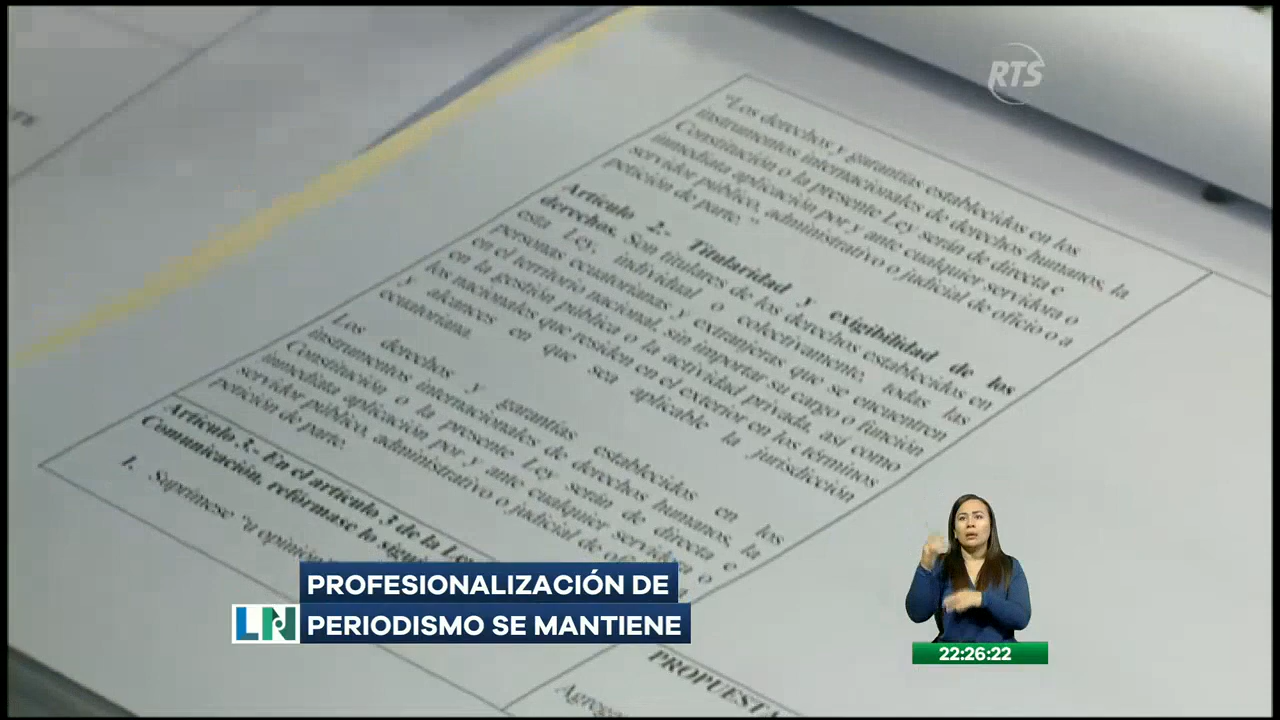 RTS
"Los derechos y garantías establecidos en los
instrumentos internacionales de derechos humanos, la
Constitución o la presente Ley serán de directa e
inmediata aplicación por y ante cualquier servidora o
servidor público, administrativo o judicial de oficio o a
petición de parte."
Artículo 2.- Titularidad y exigibilidad de los
derechos. Son titulares de los derechos establecidos en
esta Ley, individual o colectivamente, todas las
personas ecuatorianas y extranjeras que se encuentren
en el territorio nacional, sin importar su cargo o función
en la gestión pública o la actividad privada, así como
los nacionales que residen en el exterior en los términos
y alcances en que sea aplicable la jurisdicción
ecuatoriana.
Los derechos y garantías establecidos en los
instrumentos internacionales de derechos humanos, la
Constitución o la presente Ley serán de directa e
inmediata aplicación por y ante cualquier servidora o
servidor público, administrativo o judicial de
petición de parte.
Artículo 3.- En el artículo 3 de la Ley
Comunicación, refórmase lo
1. Suprímese "u opinión
PROPUESTA
PROFESIONALIZACIÓN DE
LN PERIODISMO SE MANTIENE
22:26:22